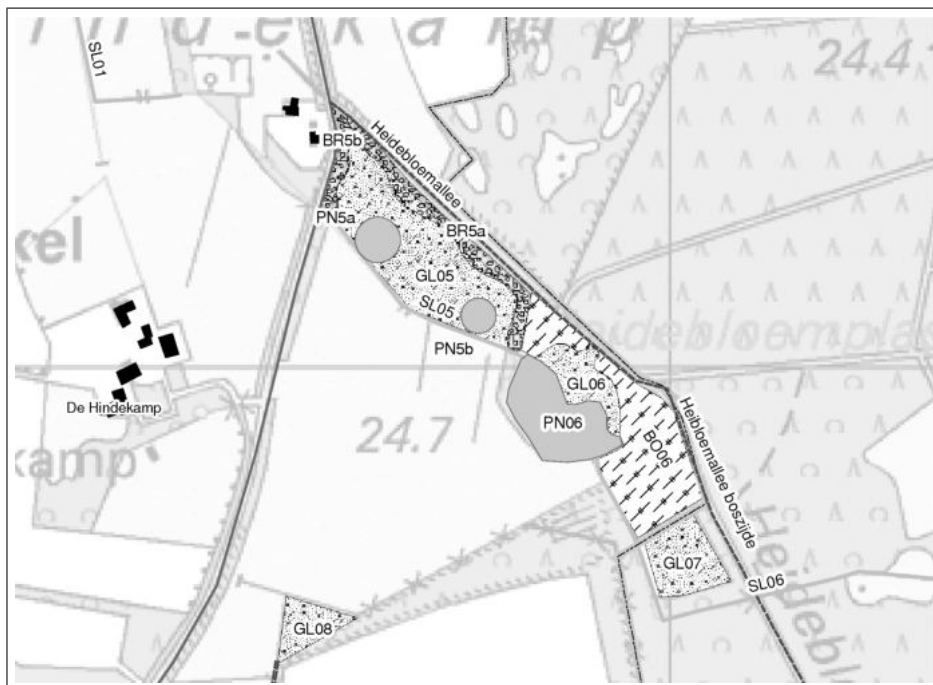 SL01
24.4
BR5b
Heidebloemallee
PN5a
BR5a
GL05
SL05
PN5b
GL06
De Hindekamp
24.7
PN06
BO06
Heibloemallee boszijde
GL07
SL06
GL08